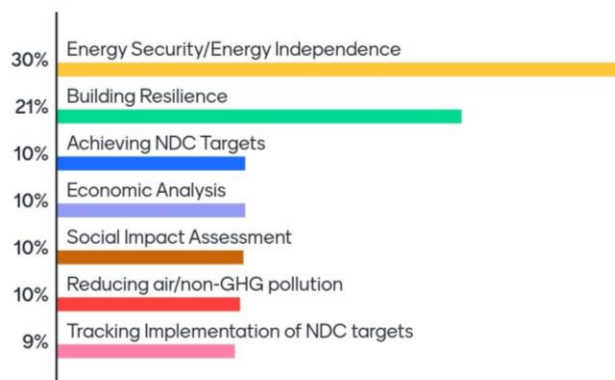 Energy Security/Energy Independence
30%
Building Resilience
21%
Achieving NDC Targets
10%
Economic Analysis
10%
Social Impact Assessment
10%
Reducing air/non-GHG pollution
10%
Tracking Implementation of NDC targets
9%